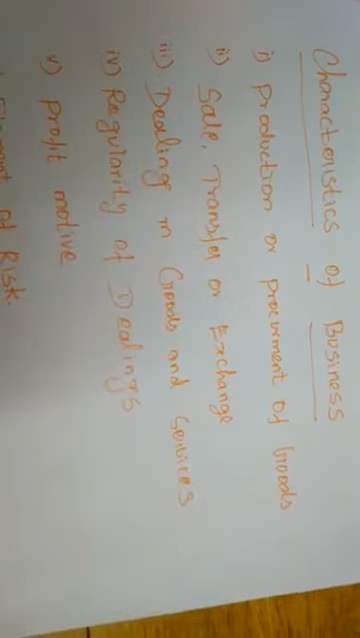 Characteristics of Business
i) Production or procurment of Goods
ii) Sale, Transfer or Exchange
iii) Dealing in Goods and Services
iv) Regularity of Dealings
v) profit motive
of Risk.